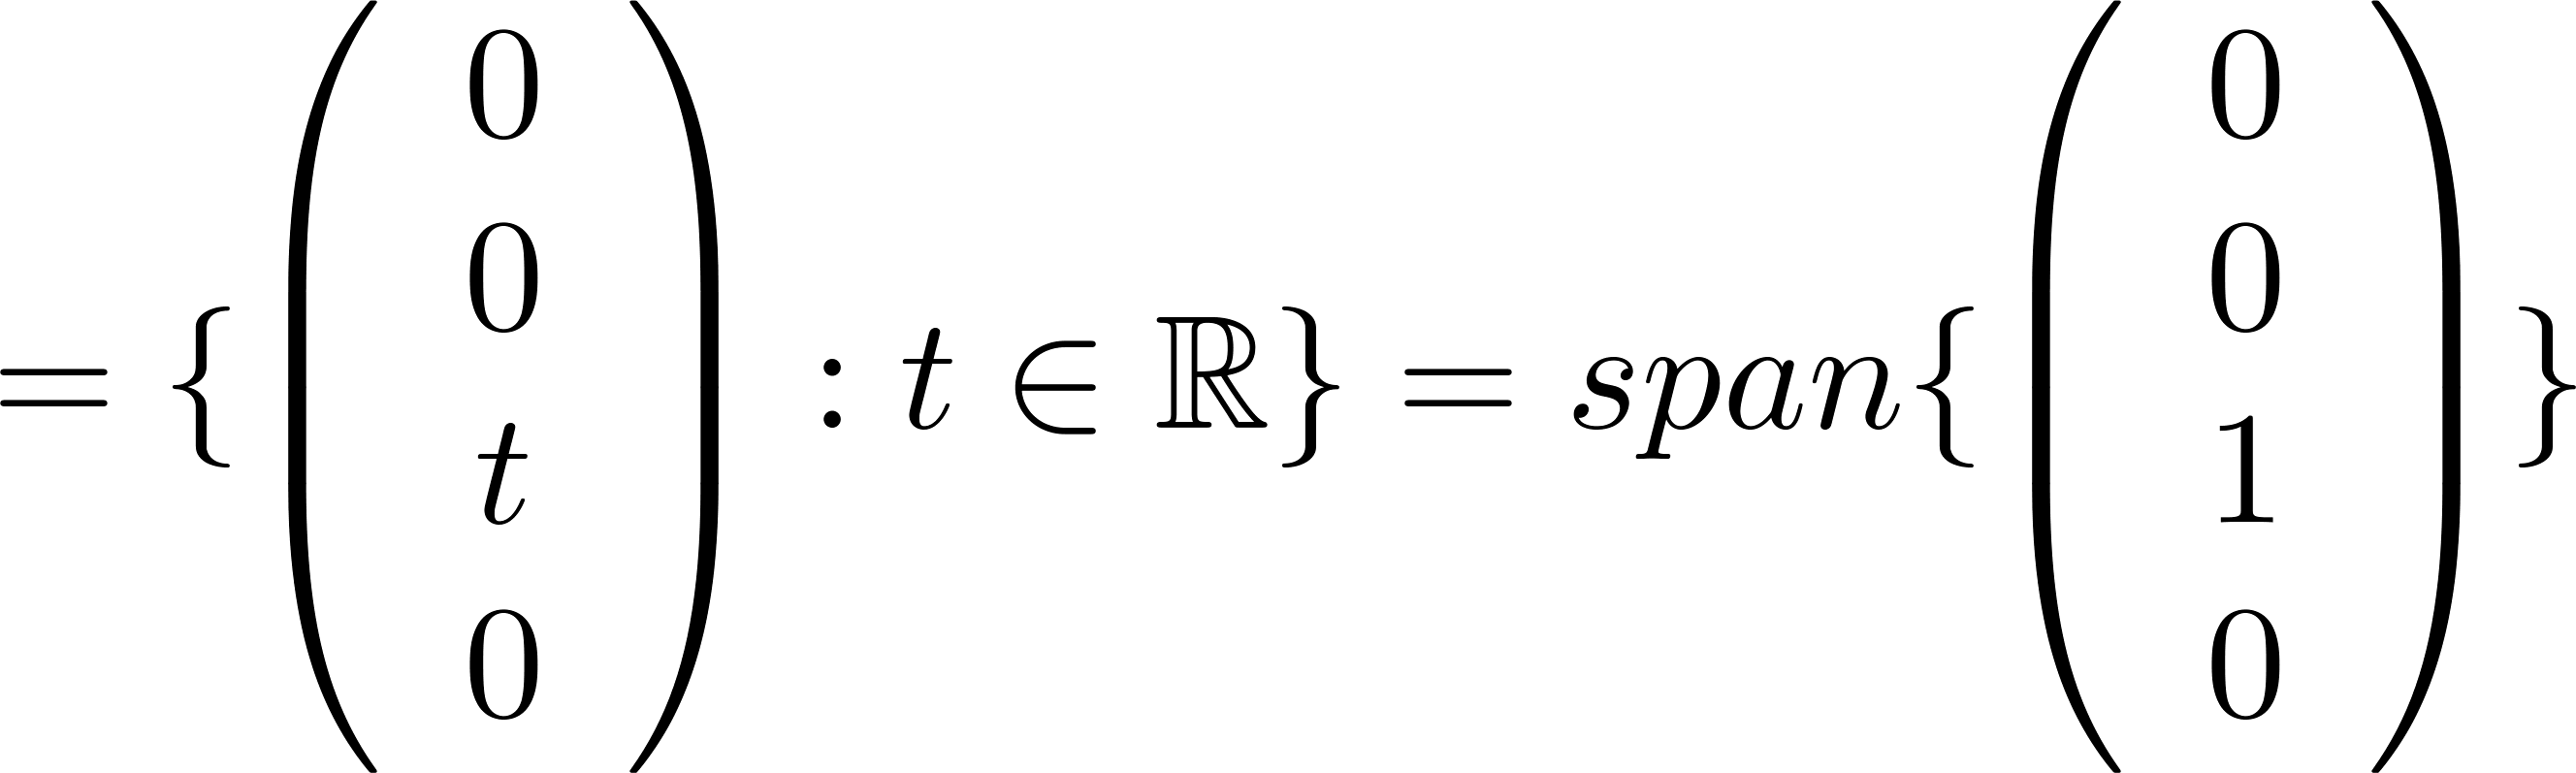 = { ( 0 0 t 0 ) : t ∈ ℝ } = span{ ( 0 0 1 0 ) }